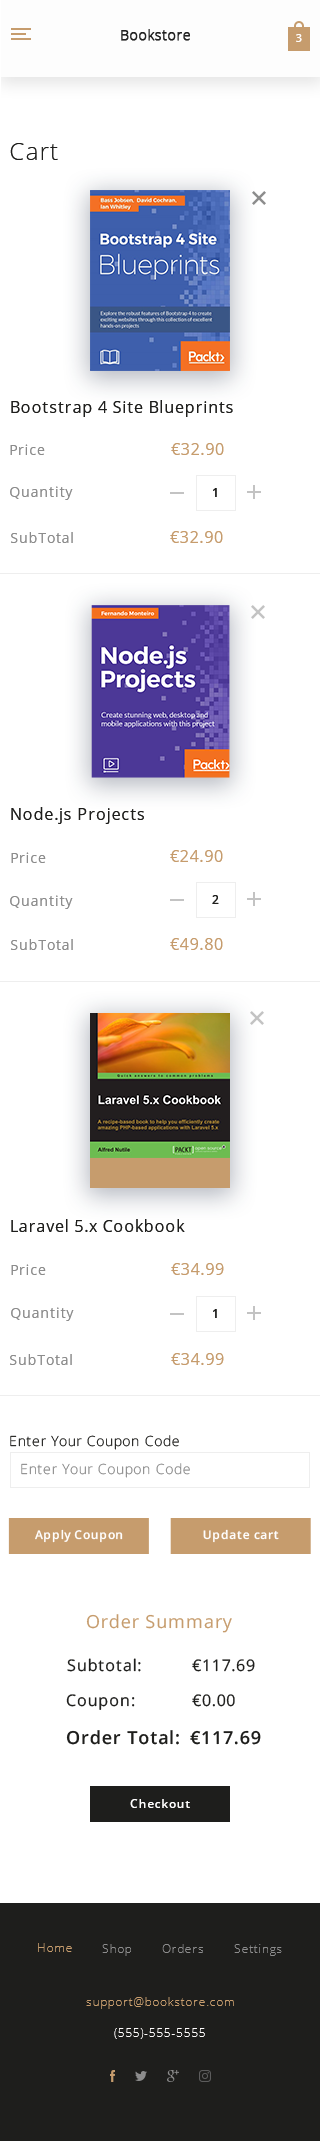 Bookstore
3
Cart
Bass Jobsen, David Cochran,
Ian Whitley
Bootstrap 4 Site
Blueprints
Explore the robust features of Bootstrap 4 to create
exciting websites through this collection of excellent
hands-on projects
Packt>
Bootstrap 4 Site Blueprints
Price €32.90
Quantity 1
SubTotal €32.90
Fernando Monteiro
Node.js
Projects
Create stunning web, desktop and
mobile applications with this project
Packt>
Node.js Projects
Price €24.90
Quantity 2
SubTotal €49.80
Quick answers to common problems
Laravel 5.x Cookbook
A recipe-based book to help you efficiently create
amazing PHP-based applications with Laravel 5.x
Alfred Nutile PACKT open source
Laravel 5.x Cookbook
Price €34.99
Quantity 1
SubTotal €34.99
Enter Your Coupon Code
Enter Your Coupon Code
Apply Coupon Update cart
Order Summary
Subtotal: €117.69
Coupon: €0.00
Order Total: €117.69
Checkout
Home Shop Orders Settings
support@bookstore.com
(555)-555-5555